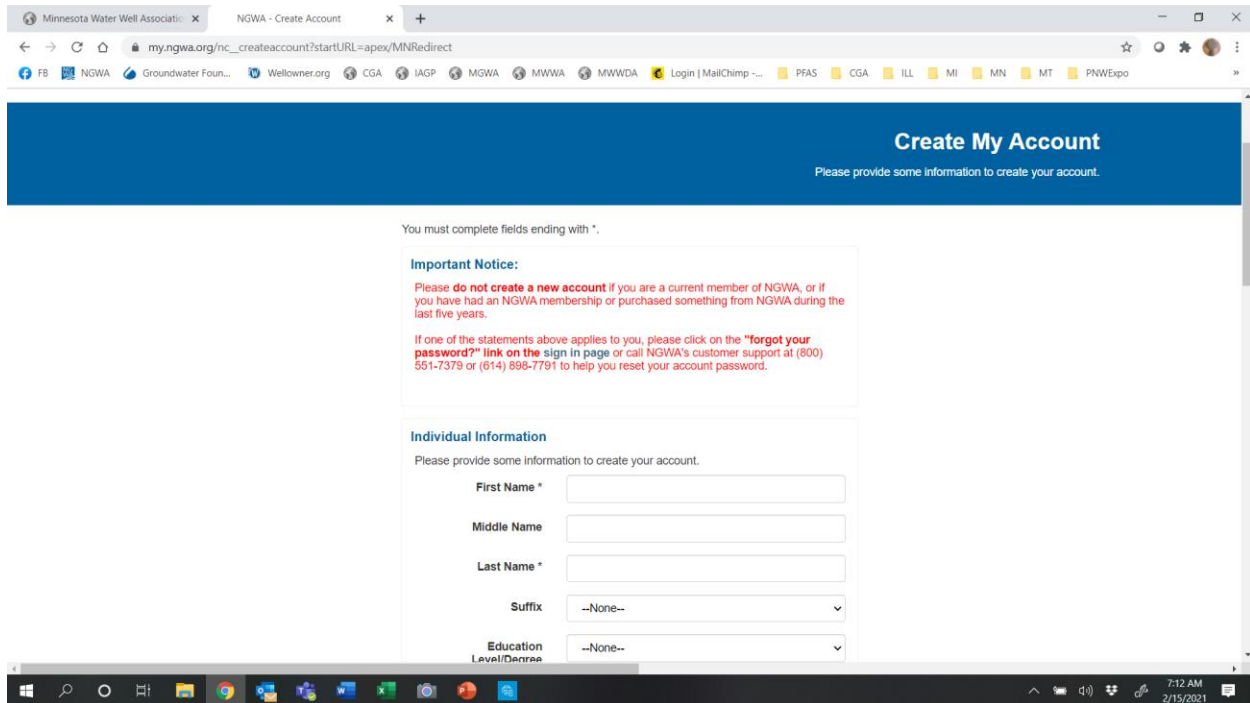 Minnesota Water Well Associatio
NGWA - Create Account
my.ngwa.org/nc__createaccount?startURL=apex/MNRedirect
FB NGWA Groundwater Foun... Wellowner.org CGA IAGP MGWA MWWA MWWDA Login | MailChimp -... PFAS CGA ILL MI MN MT PNWExpo »
Create My Account
Please provide some information to create your account.
You must complete fields ending with *.
Important Notice:
Please do not create a new account if you are a current member of NGWA, or if
you have had an NGWA membership or purchased something from NGWA during the
last five years.
If one of the statements above applies to you, please click on the "forgot your
password?" link on the sign in page or call NGWA's customer support at (800)
551-7379 or (614) 898-7791 to help you reset your account password.
Individual Information
Please provide some information to create your account.
First Name *
Middle Name
Last Name *
Suffix --None--
Education --None--
Level/Degree
7:12 AM
2/15/2021